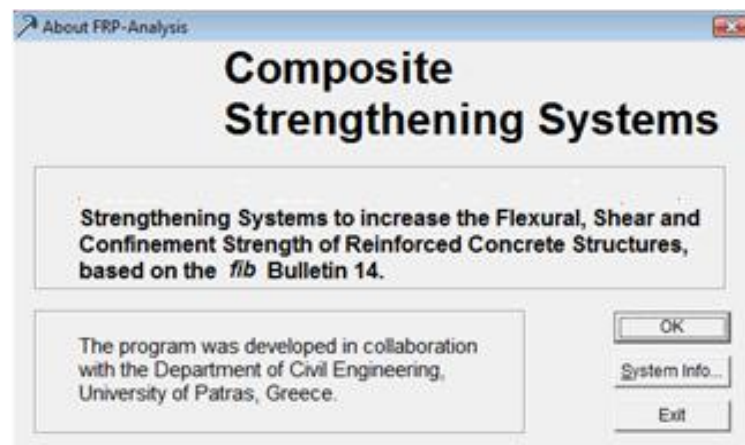 About FRP-Analysis
Composite
Strengthening Systems
Strengthening Systems to increase the Flexural, Shear and
Confinement Strength of Reinforced Concrete Structures,
based on the fib Bulletin 14.
The program was developed in collaboration
with the Department of Civil Engineering,
University of Patras, Greece.
OK
System Info...
Exit